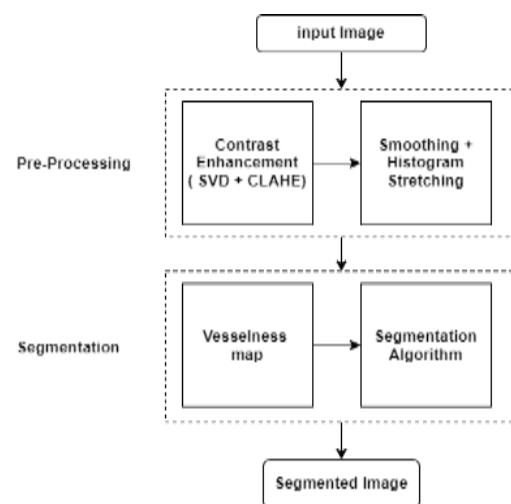 input Image
Pre-Processing
Contrast
Enhancement
( SVD + CLAHE)
Smoothing +
Histogram
Stretching
Segmentation
Vesselness
map
Segmentation
Algorithm
Segmented Image